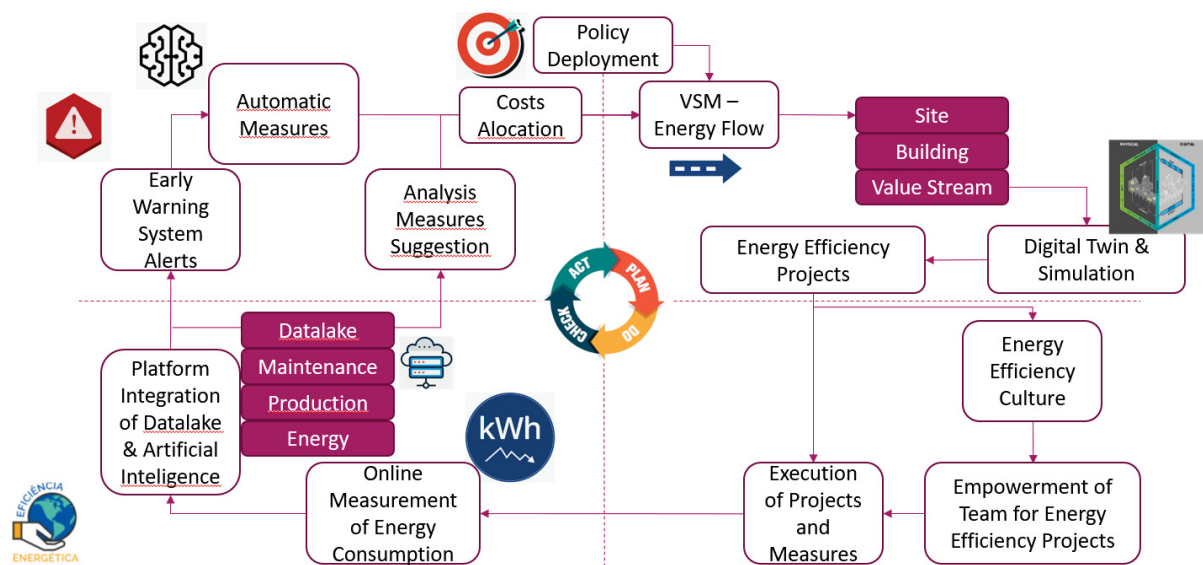 Policy
Deployment
Automatic
Measures
Costs
Alocation
VSM –
Energy Flow
Site
Building
Value Stream
PHYSICAL
DIGITAL
Early
Warning
System
Alerts
Analysis
Measures
Suggestion
Energy Efficiency
Projects
Digital Twin &
Simulation
ACT
PLAN
DO
CHECK
Datalake
Maintenance
Production
Energy
Platform
Integration
of Datalake
& Artificial
Inteligence
Energy
Efficiency
Culture
kWh
Online
Measurement
of Energy
Consumption
Execution
of Projects
and
Measures
Empowerment of
Team for Energy
Efficiency Projects
EFICIÊNCIA
ENERGÉTICA